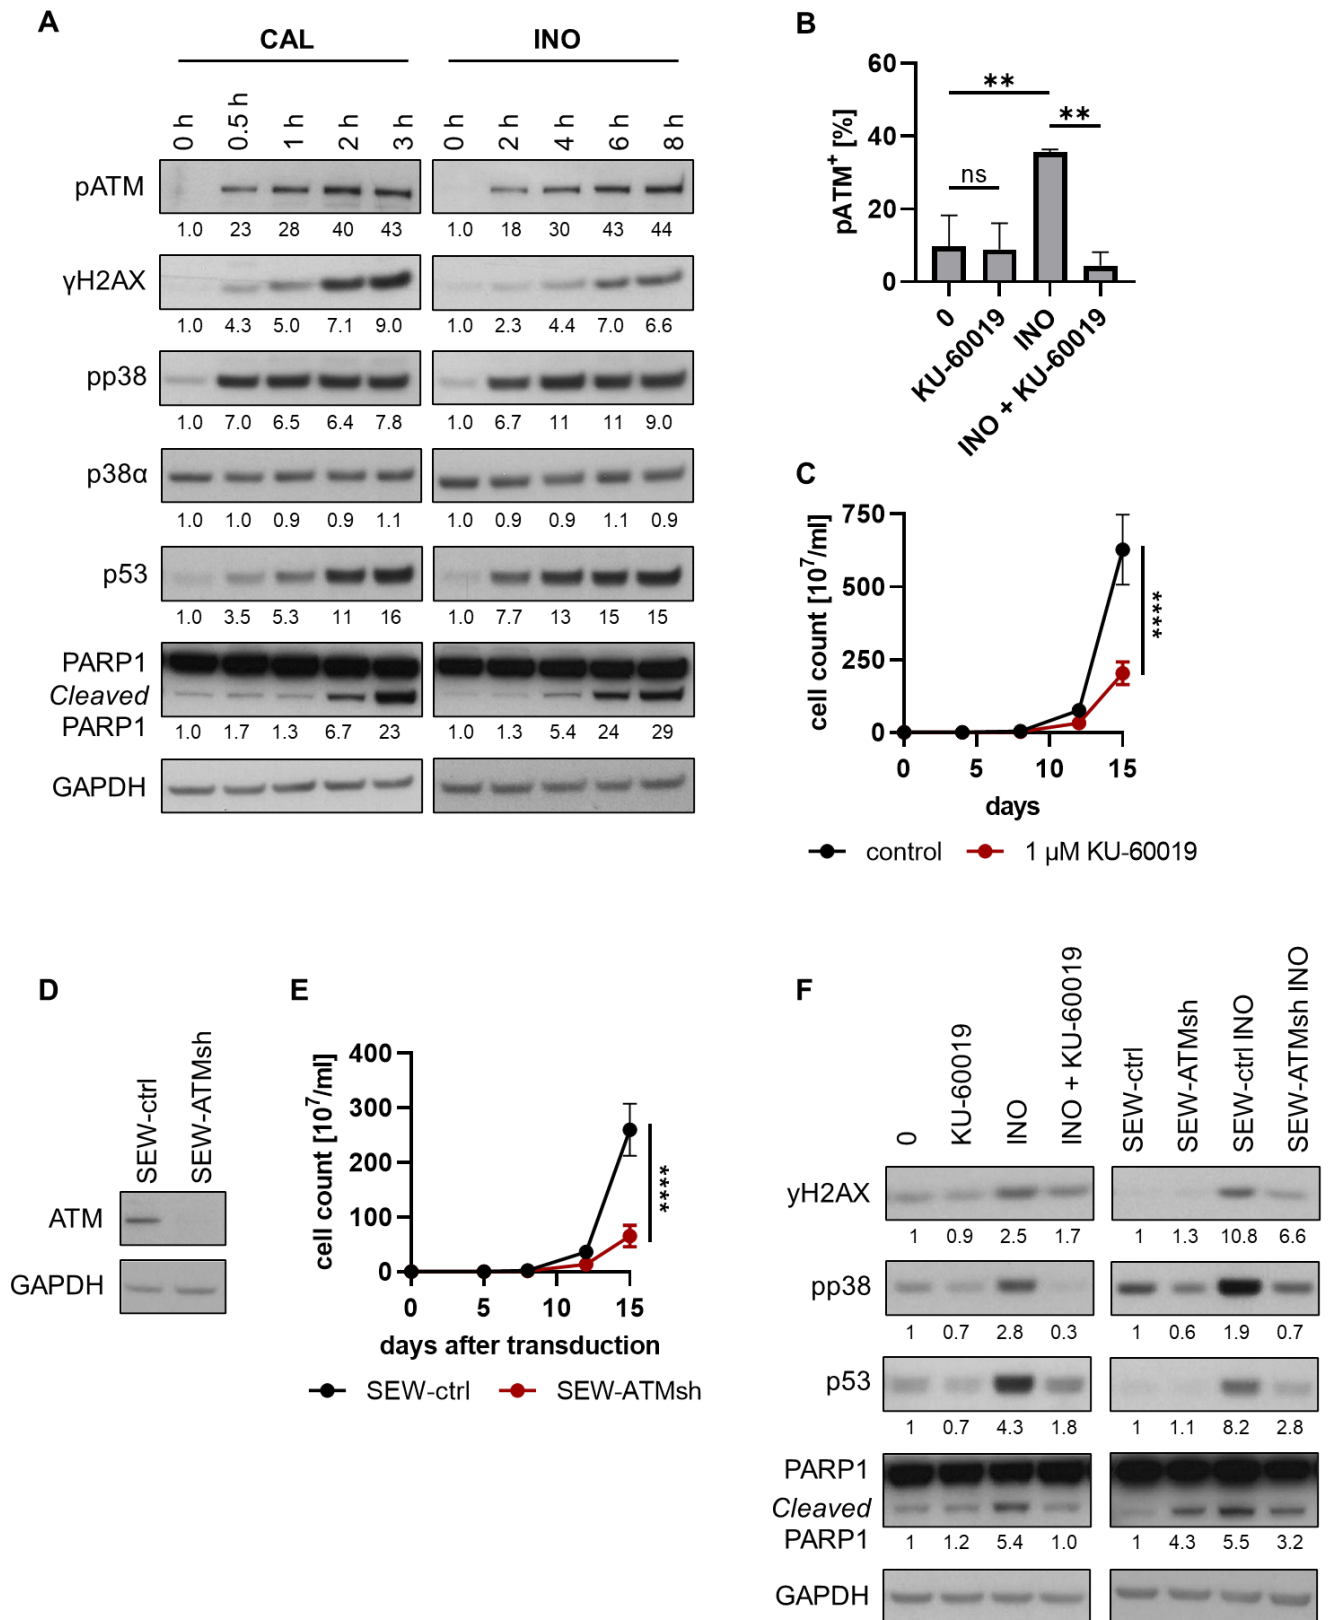 A
CAL INO
0 h 0.5 h 1 h 2 h 3 h 0 h 2 h 4 h 6 h 8 h
pATM
1.0 23 28 40 43 1.0 18 30 43 44
γH2AX
1.0 4.3 5.0 7.1 9.0 1.0 2.3 4.4 7.0 6.6
pp38
1.0 7.0 6.5 6.4 7.8 1.0 6.7 11 11 9.0
p38α
1.0 1.0 0.9 0.9 1.1 1.0 0.9 0.9 1.1 0.9
p53
1.0 3.5 5.3 11 16 1.0 7.7 13 15 15
PARP1
Cleaved
PARP1
1.0 1.7 1.3 6.7 23 1.0 1.3 5.4 24 29
GAPDH
B
pATM+ [%]
60
40
20
0
** **
ns
0
KU-60019
INO
INO + KU-60019
C
cell count [10⁷/ml]
750
500
250
0
****
0 5 10 15
days
control 1 µM KU-60019
D
SEW-ctrl SEW-ATMsh
ATM
GAPDH
E
cell count [10⁷/ml]
400
300
200
100
0
****
0 5 10 15
days after transduction
SEW-ctrl SEW-ATMsh
F
0 KU-60019 INO INO + KU-60019 SEW-ctrl SEW-ATMsh SEW-ctrl INO SEW-ATMsh INO
yH2AX
1 0.9 2.5 1.7 1 1.3 10.8 6.6
pp38
1 0.7 2.8 0.3 1 0.6 1.9 0.7
p53
1 0.7 4.3 1.8 1 1.1 8.2 2.8
PARP1
Cleaved
PARP1
1 1.2 5.4 1.0 1 4.3 5.5 3.2
GAPDH